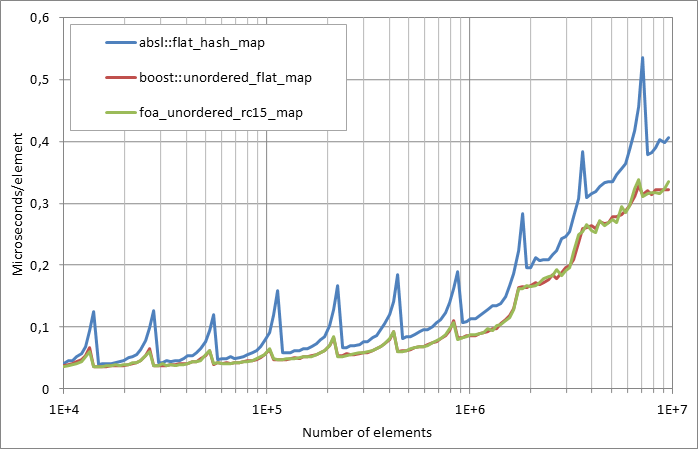 0,6
absl::flat_hash_map
0,5
boost::unordered_flat_map
foa_unordered_rc15_map
0,4
Microseconds/element
0,3
0,2
0,1
0
1E+4
1E+5
1E+6
1E+7
Number of elements